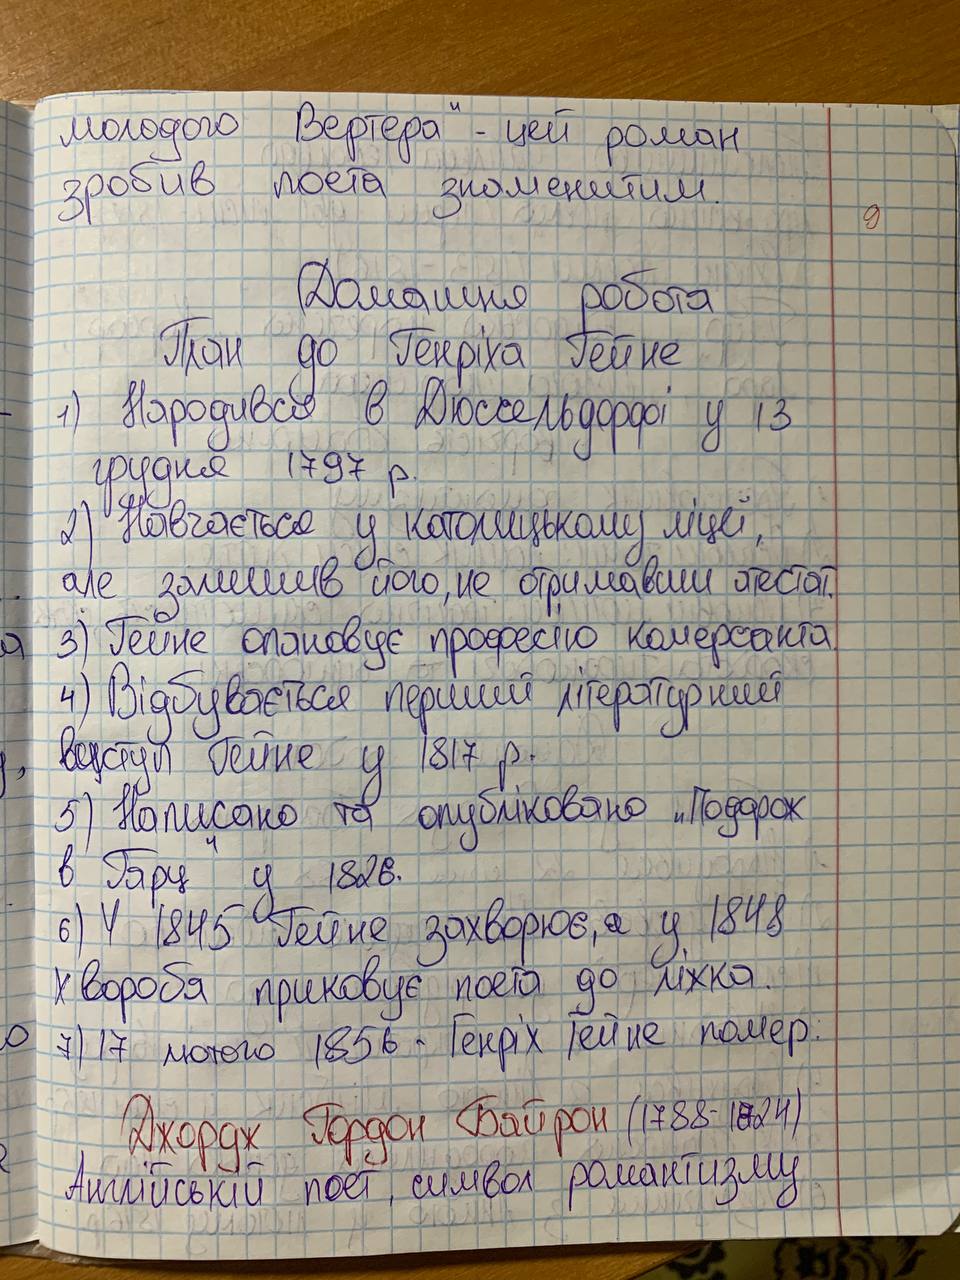 молодого Вертера" - цей роман
зробив поета знаменитим.
9
Домашня робота
План до Генріха Гейне
1) Народився в Дюссельдорфі у 13
грудня 1797 р.
2) Навчається у католицькому ліцеї,
але залишив його, не отримавши атестат.
3) Гейне опановує професію комерсанта
4) Відбувається перший літературний
виступ Гейне у 1817 р.
5) Написано та опубліковано „Подорож
в Гарц" у 1826.
6) У 1845 Гейне захворює, а у 1848
хвороба приковує поета до ліжка.
7) 17 лютого 1856 - Генріх Гейне помер.
Джордж Гордон Байрон (1788-1824)
Англійській поет, символ романтизму